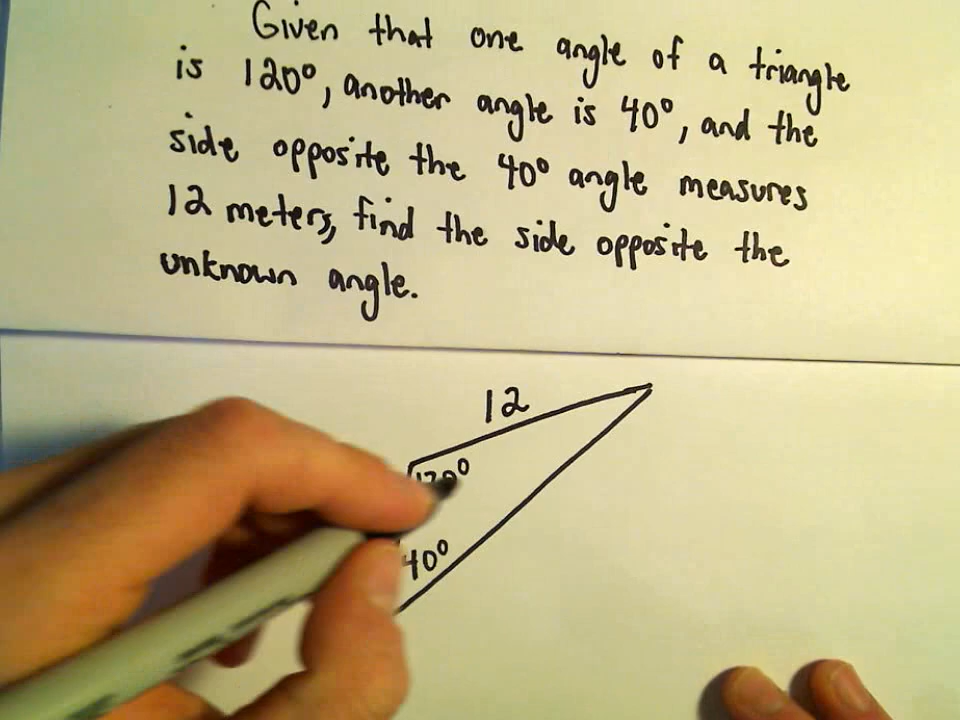 Given that one angle of a triangle
is 120°, another angle is 40°, and the
side opposite the 40° angle measures
12 meters, find the side opposite the
unknown angle.
12
120°
40°